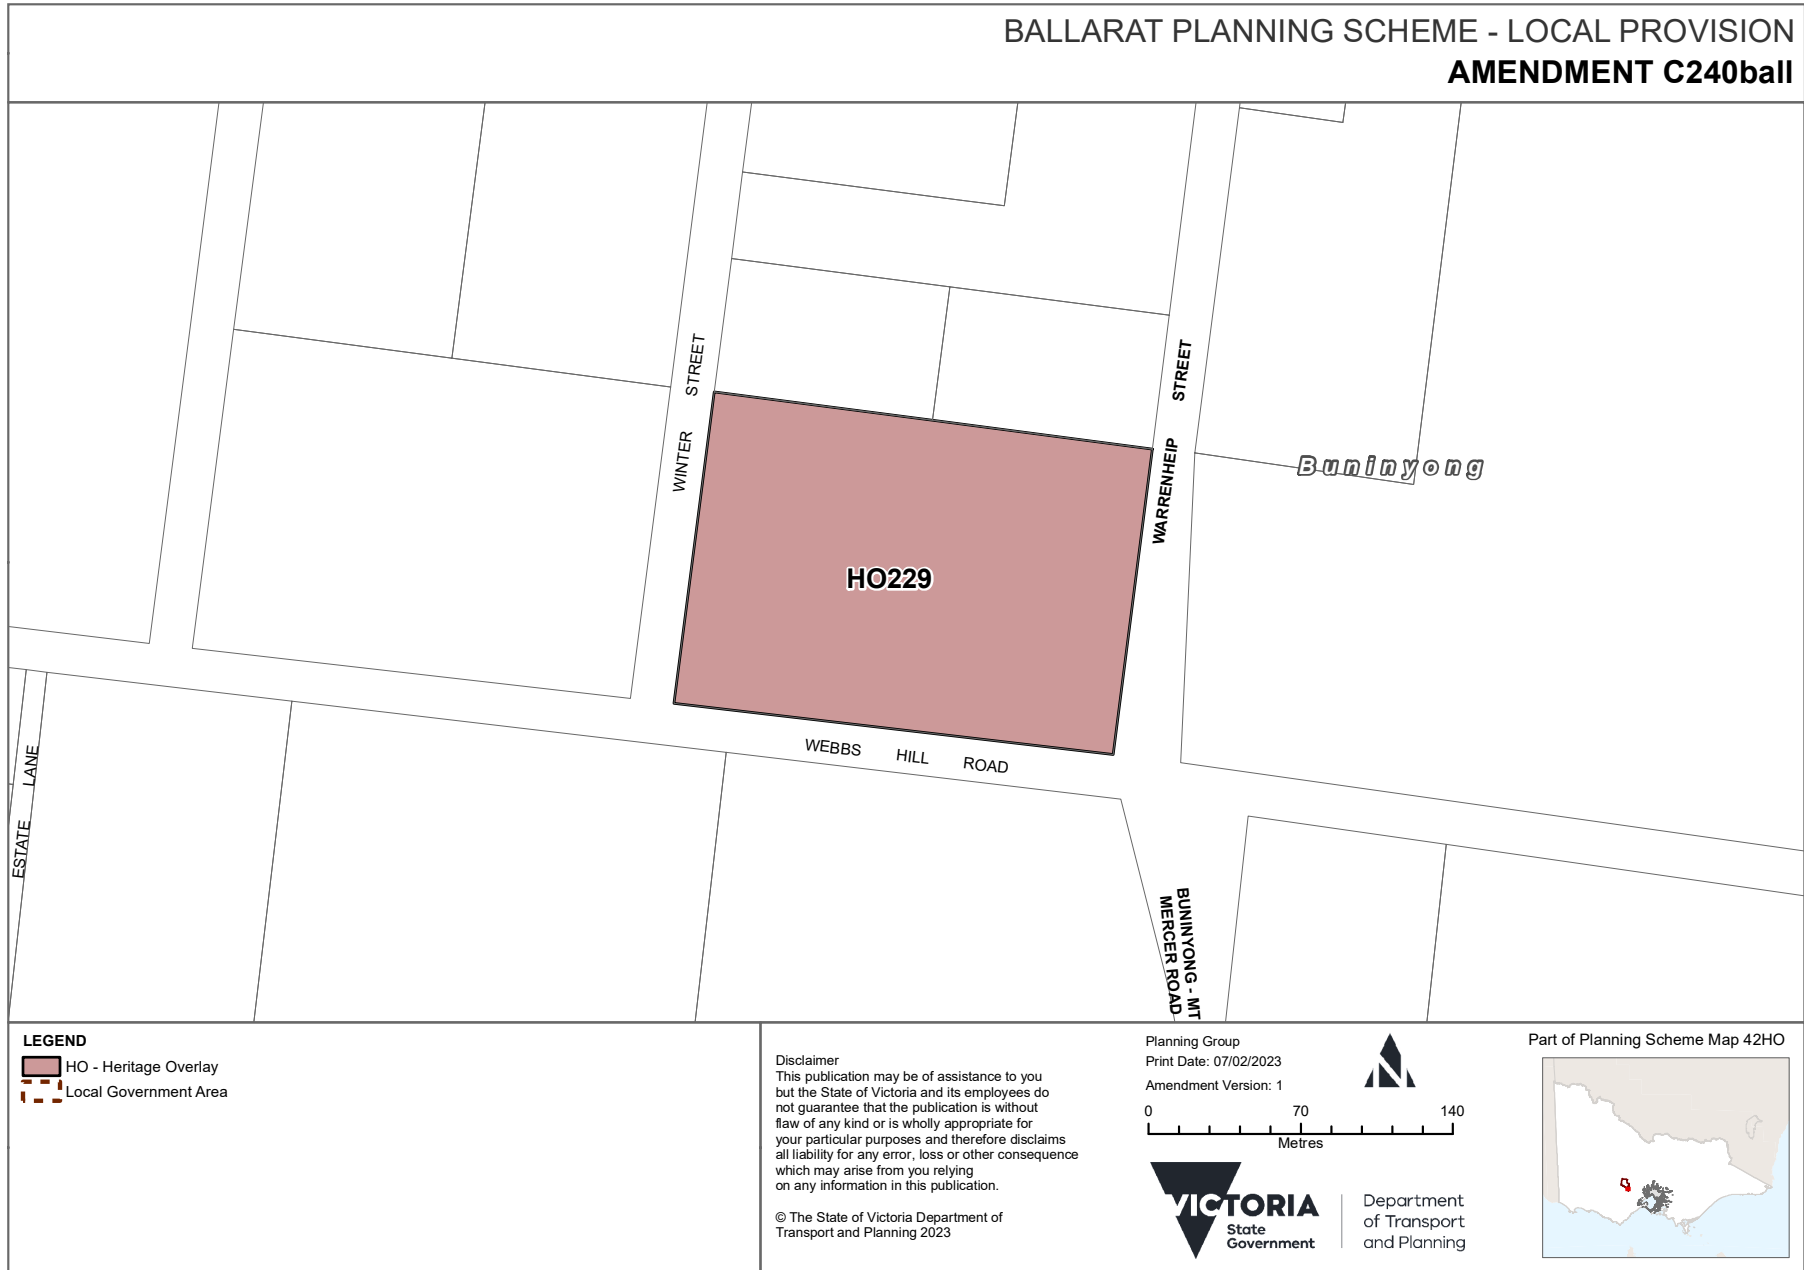 BALLARAT PLANNING SCHEME - LOCAL PROVISION
AMENDMENT C240ball
WINTER STREET
WARRENHEIP STREET
Buninyong
HO229
WEBBS HILL ROAD
ESTATE LANE
BUNINYONG - MT
MERCER ROAD
LEGEND
HO - Heritage Overlay
Local Government Area
Disclaimer
This publication may be of assistance to you
but the State of Victoria and its employees do
not guarantee that the publication is without
flaw of any kind or is wholly appropriate for
your particular purposes and therefore disclaims
all liability for any error, loss or other consequence
which may arise from you relying
on any information in this publication.
© The State of Victoria Department of
Transport and Planning 2023
Planning Group
Print Date: 07/02/2023
Amendment Version: 1
0 70 140
Metres
VICTORIA
State
Government
Department
of Transport
and Planning
Part of Planning Scheme Map 42HO